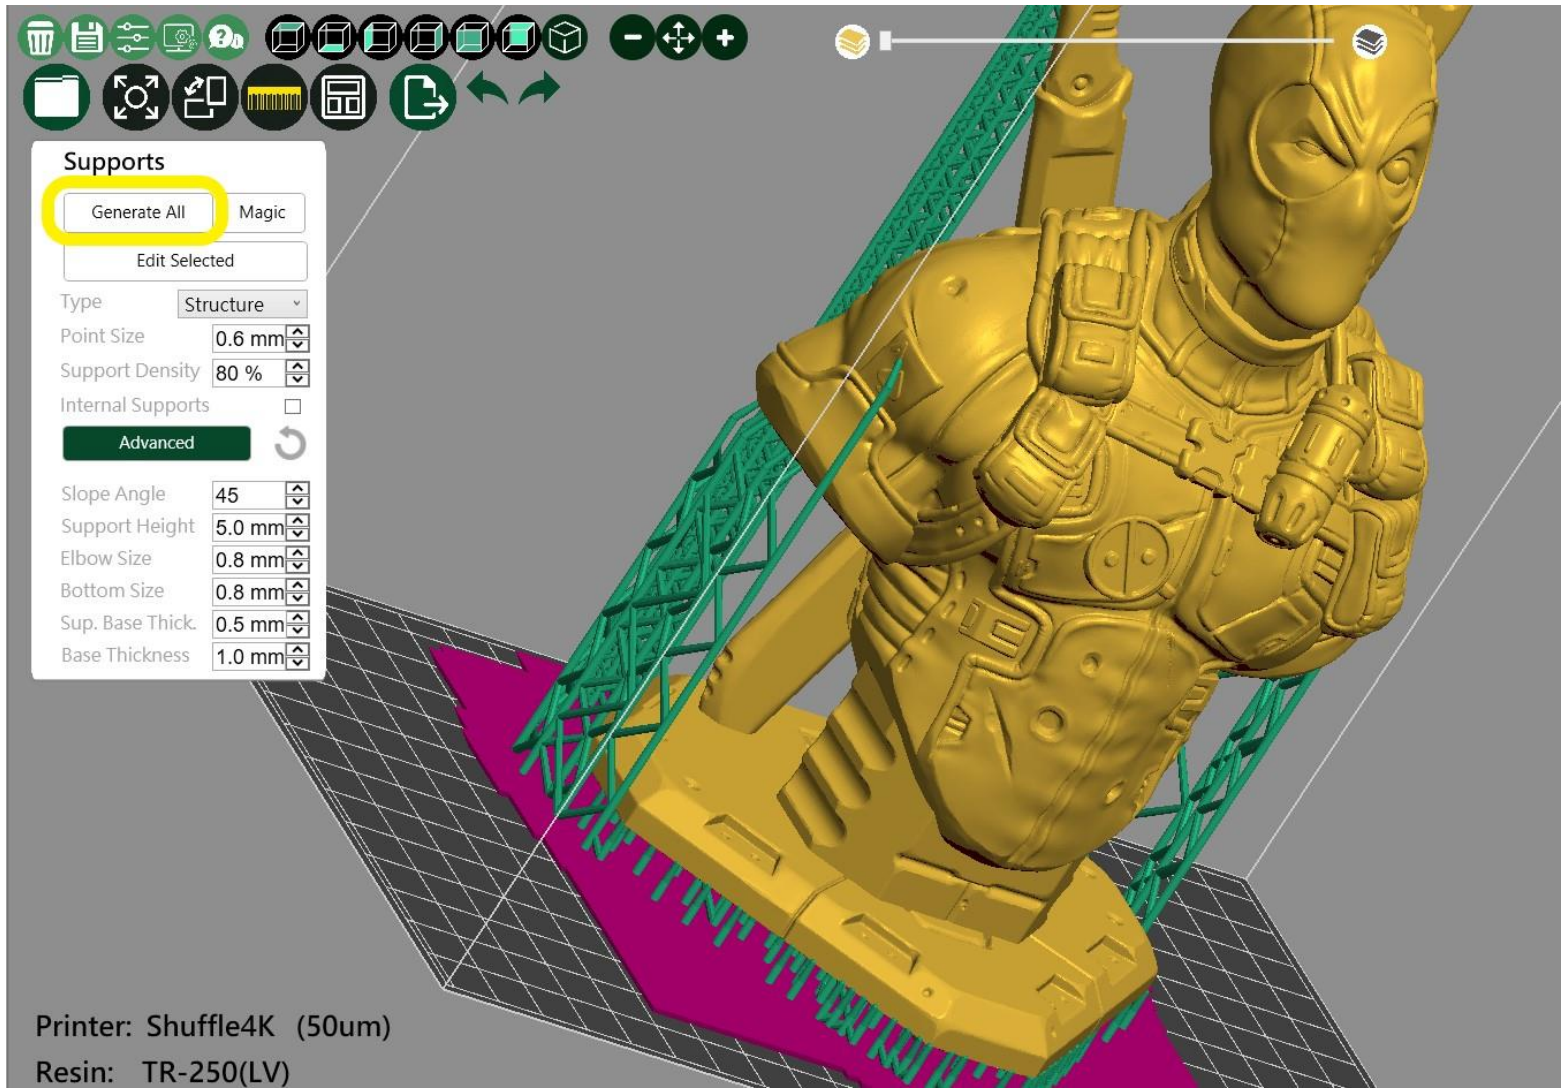 Supports
Generate All
Magic
Edit Selected
Type
Structure
Point Size
0.6 mm
Support Density
80 %
Internal Supports
Advanced
Slope Angle
45
Support Height
5.0 mm
Elbow Size
0.8 mm
Bottom Size
0.8 mm
Sup. Base Thick.
0.5 mm
Base Thickness
1.0 mm
Printer: Shuffle4K (50um)
Resin: TR-250(LV)